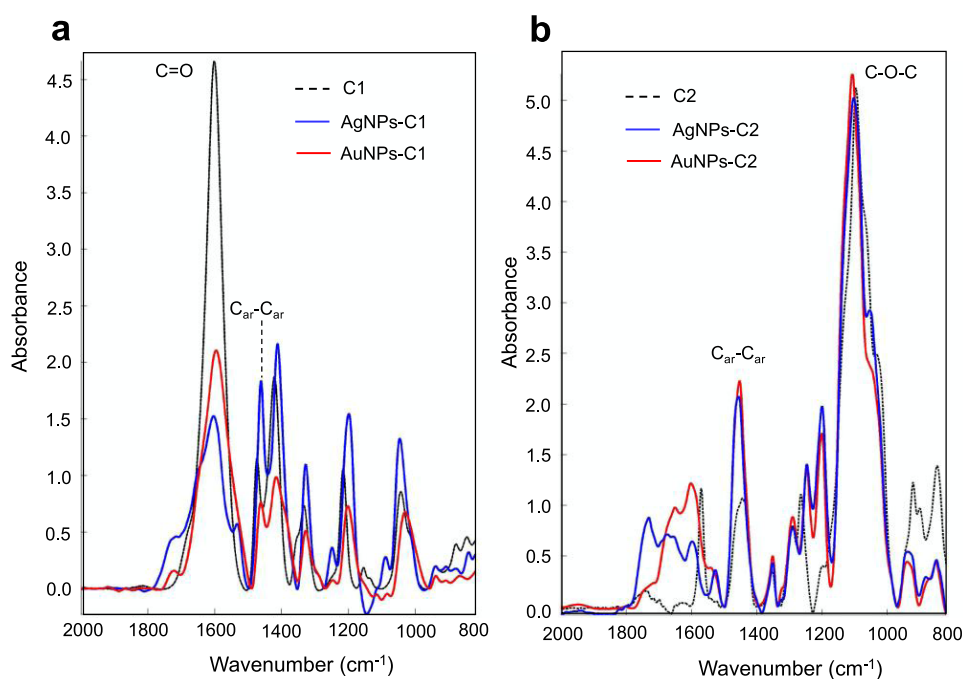 a
C=O
C1
AgNPs-C1
AuNPs-C1
Car-Car
Absorbance
4.5
4.0
3.5
3.0
2.5
2.0
1.5
1.0
0.5
0.0
2000 1800 1600 1400 1200 1000 800
Wavenumber (cm-1)
b
C-O-C
C2
AgNPs-C2
AuNPs-C2
Car-Car
Absorbance
5.0
4.5
4.0
3.5
3.0
2.5
2.0
1.5
1.0
0.5
0.0
2000 1800 1600 1400 1200 1000 800
Wavenumber (cm-1)